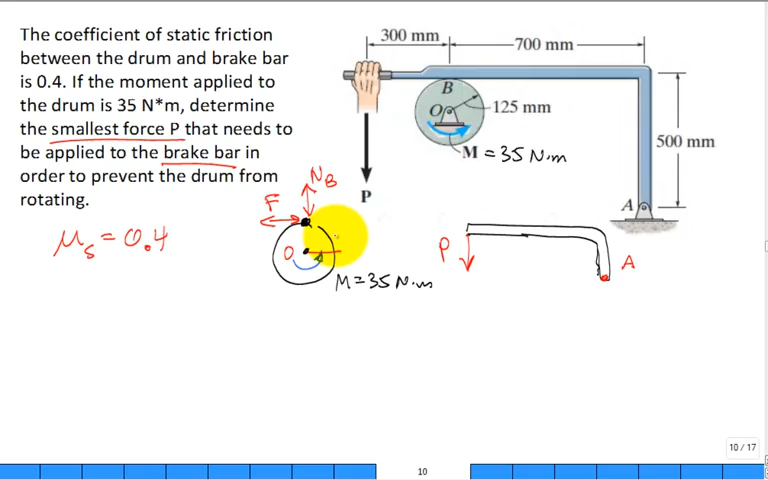 The coefficient of static friction
between the drum and brake bar
is 0.4. If the moment applied to
the drum is 35 N*m, determine
the smallest force P that needs to
be applied to the brake bar in
order to prevent the drum from
rotating.
μs = 0.4
300 mm
700 mm
B
O
125 mm
M = 35 N·m
500 mm
P
A
F
NB
O
M = 35 N·m
P
A
10 / 17
10